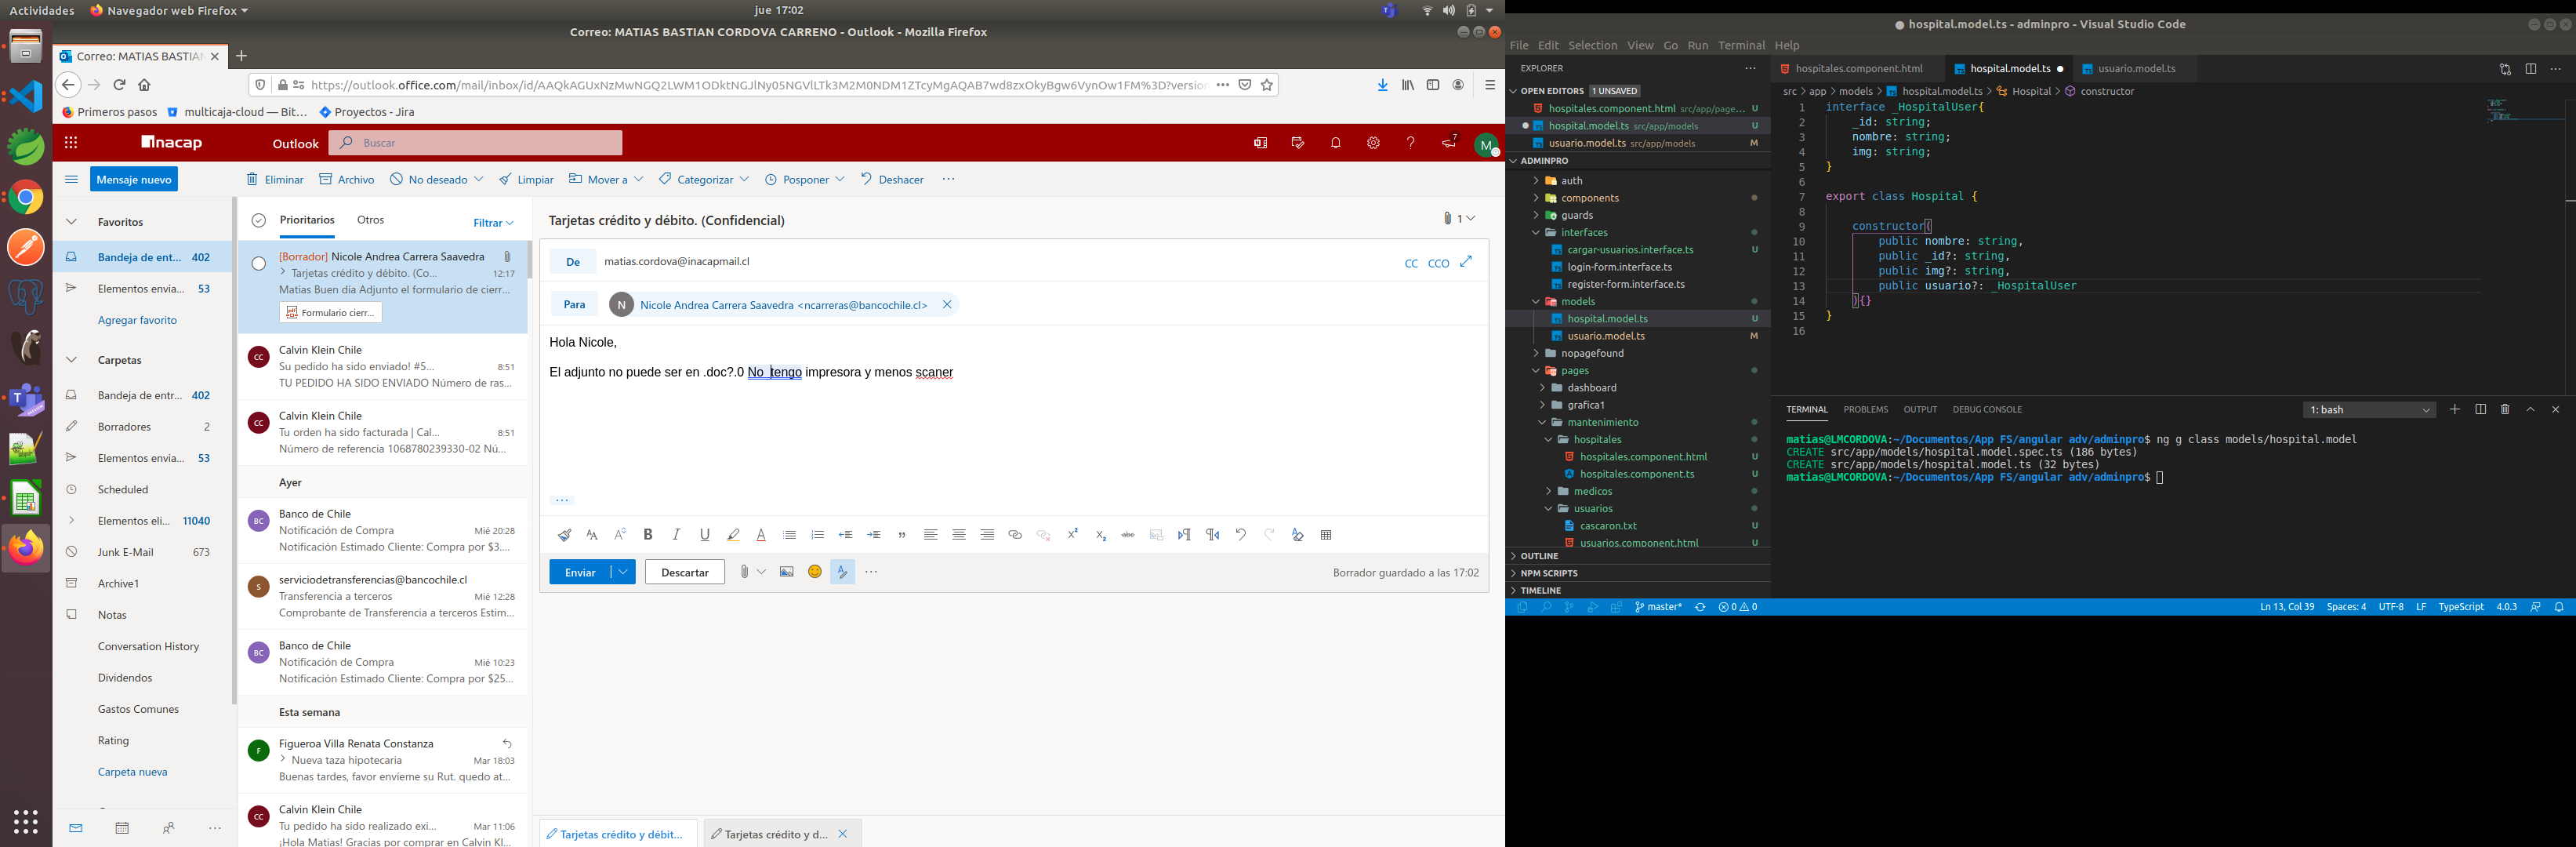 Actividades
Navegador web Firefox
jue 17:02
Correo: MATIAS BASTIAN CORDOVA CARRENO - Outlook - Mozilla Firefox
Correo: MATIAS BASTIAN
https://outlook.office.com/mail/inbox/id/AAQkAGUxNzMwNGQ2LWM1ODktNGJlNy05NGVlLTk3M2M0NDM1ZTcyMgAQAB7wd8zxOkyBgw6VynOw1FM%3D?version
Primeros pasos
multicaja-cloud — Bit…
Proyectos - Jira
inacap
Outlook
Buscar
7
M
Mensaje nuevo
Eliminar
Archivo
No deseado
Limpiar
Mover a
Categorizar
Posponer
Deshacer
Favoritos
Bandeja de ent... 402
Elementos envia... 53
Agregar favorito
Carpetas
Bandeja de entr... 402
Borradores 2
Elementos envia... 53
Scheduled
Elementos eli... 11040
Junk E-Mail 673
Archive1
Notas
Conversation History
Dividendos
Gastos Comunes
Rating
Carpeta nueva
Prioritarios
Otros
Filtrar
[Borrador] Nicole Andrea Carrera Saavedra
Tarjetas crédito y débito. (Co... 12:17
Matias Buen dia Adjunto el formulario de cierr...
Formulario cierr...
CC
Calvin Klein Chile
Su pedido ha sido enviado! #5... 8:51
TU PEDIDO HA SIDO ENVIADO Número de ras...
CC
Calvin Klein Chile
Tu orden ha sido facturada | Cal... 8:51
Número de referencia 1068780239330-02 Nú...
Ayer
BC
Banco de Chile
Notificación de Compra Mié 20:28
Notificación Estimado Cliente: Compra por $3....
S
serviciodetransferencias@bancochile.cl
Transferencia a terceros Mié 12:28
Comprobante de Transferencia a terceros Estim...
BC
Banco de Chile
Notificación de Compra Mié 10:23
Notificación Estimado Cliente: Compra por $25...
Esta semana
F
Figueroa Villa Renata Constanza
Nueva taza hipotecaria Mar 18:03
Buenas tardes, favor envieme su Rut. quedo at...
CC
Calvin Klein Chile
Tu pedido ha sido realizado exi... Mar 11:06
¡Hola Matias! Gracias por comprar en Calvin Kl...
Tarjetas crédito y débito. (Confidencial)
1
De
matias.cordova@inacapmail.cl
CC CCO
Para
N
Nicole Andrea Carrera Saavedra <ncarreras@bancochile.cl>
Hola Nicole,
El adjunto no puede ser en .doc?.0 No tengo impresora y menos scaner
Enviar
Descartar
Borrador guardado a las 17:02
Tarjetas crédito y débit...
Tarjetas crédito y d...
hospital.model.ts - adminpro - Visual Studio Code
File Edit Selection View Go Run Terminal Help
EXPLORER
OPEN EDITORS 1 UNSAVED
hospitales.component.html src/app/page... U
hospital.model.ts src/app/models U
usuario.model.ts src/app/models M
ADMINPRO
auth
components
guards
interfaces
cargar-usuarios.interface.ts U
login-form.interface.ts
register-form.interface.ts
models
hospital.model.ts U
usuario.model.ts M
nopagefound
pages
dashboard
grafica1
mantenimiento
hospitales
hospitales.component.html U
hospitales.component.ts U
medicos
usuarios
cascaron.txt U
usuarios.component.html U
OUTLINE
NPM SCRIPTS
TIMELINE
hospitales.component.html
hospital.model.ts
usuario.model.ts
src > app > models > hospital.model.ts > Hospital > constructor
1 interface _HospitalUser{
2 _id: string;
3 nombre: string;
4 img: string;
5 }
6
7 export class Hospital {
8
9 constructor(
10 public nombre: string,
11 public _id?: string,
12 public img?: string,
13 public usuario?: _HospitalUser
14 ){}
15 }
16
TERMINAL PROBLEMS OUTPUT DEBUG CONSOLE
1: bash
matias@LMCORDOVA:~/Documentos/App FS/angular adv/adminpro$ ng g class models/hospital.model
CREATE src/app/models/hospital.model.spec.ts (186 bytes)
CREATE src/app/models/hospital.model.ts (32 bytes)
matias@LMCORDOVA:~/Documentos/App FS/angular adv/adminpro$
master*
0
0
Ln 13, Col 39
Spaces: 4
UTF-8
LF
TypeScript
4.0.3